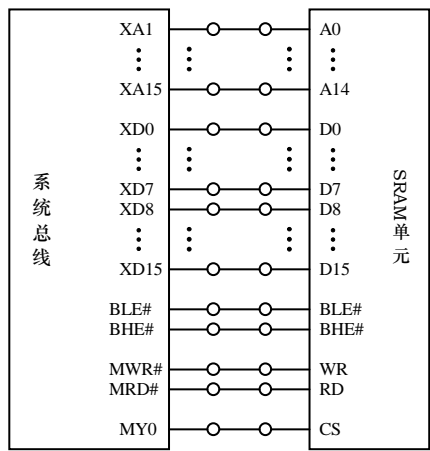 XA1 A0
XA15 A14
XD0 D0
XD7 D7
XD8 D8
XD15 D15
BLE# BLE#
BHE# BHE#
MWR# WR
MRD# RD
MY0 CS
系统总线
SRAM单元